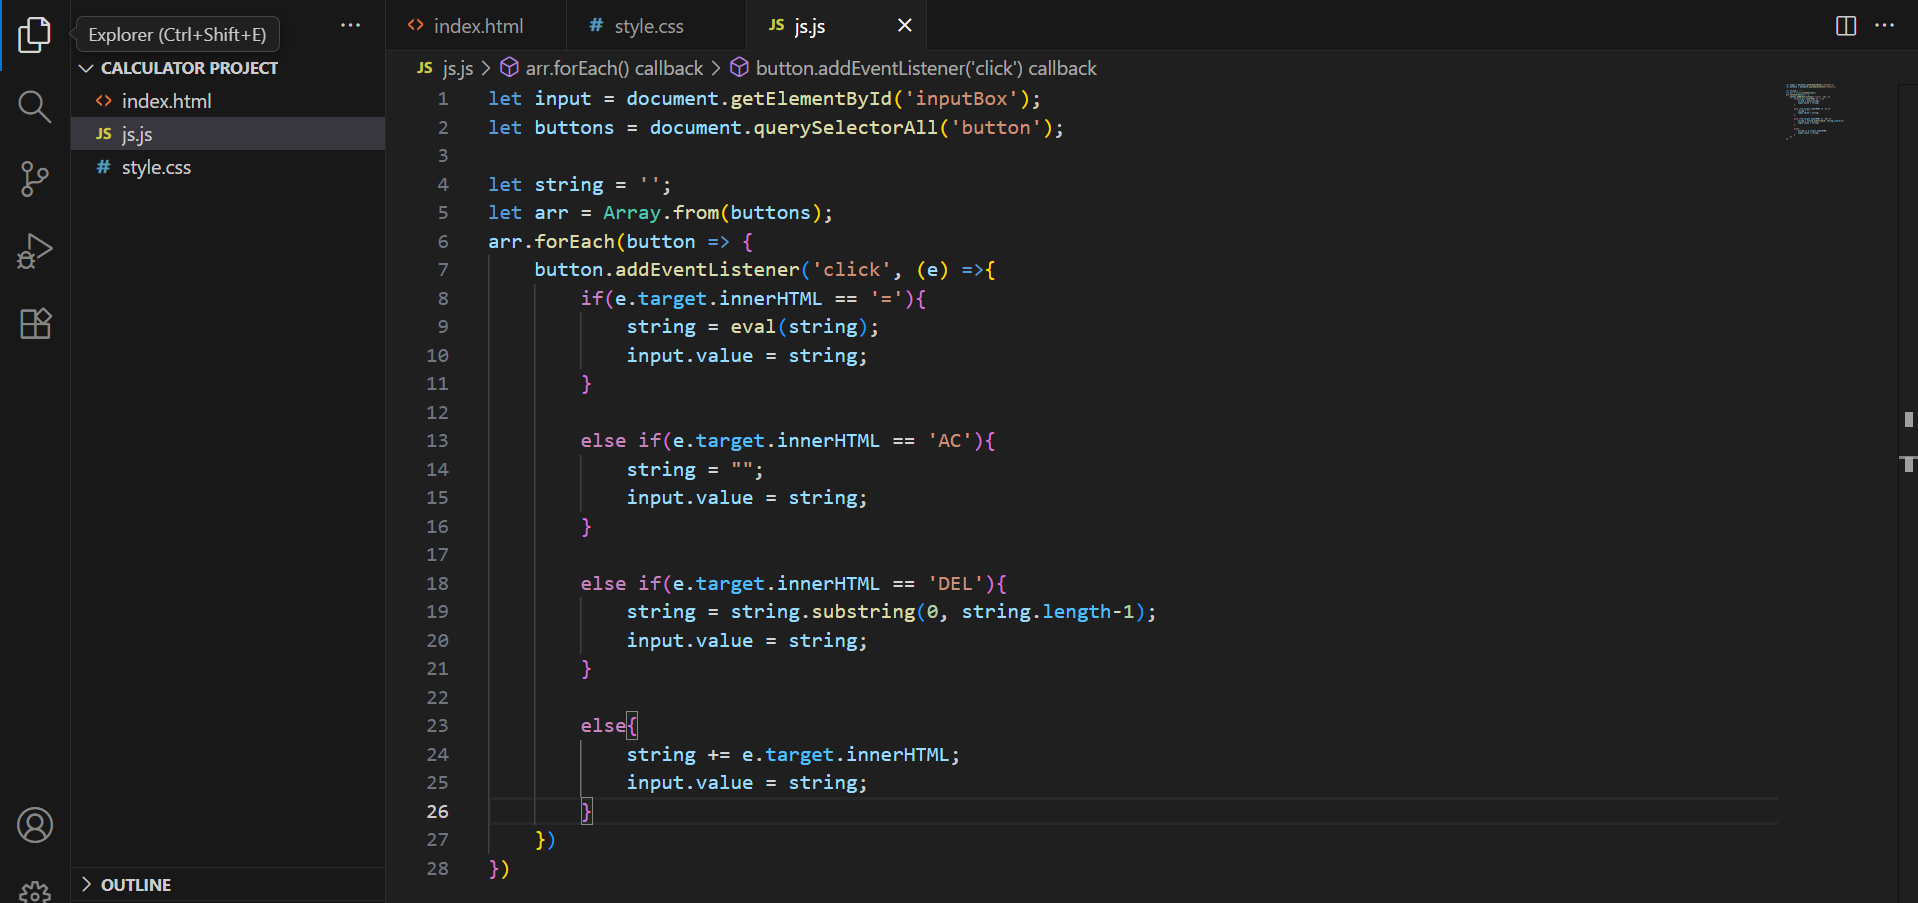 Explorer (Ctrl+Shift+E)
CALCULATOR PROJECT
<> index.html
JS js.js
# style.css
OUTLINE
<> index.html # style.css JS js.js
JS js.js > arr.forEach() callback > button.addEventListener('click') callback
1 let input = document.getElementById('inputBox');
2 let buttons = document.querySelectorAll('button');
3
4 let string = '';
5 let arr = Array.from(buttons);
6 arr.forEach(button => {
7     button.addEventListener('click', (e) =>{
8         if(e.target.innerHTML == '='){
9             string = eval(string);
10             input.value = string;
11         }
12
13         else if(e.target.innerHTML == 'AC'){
14             string = "";
15             input.value = string;
16         }
17
18         else if(e.target.innerHTML == 'DEL'){
19             string = string.substring(0, string.length-1);
20             input.value = string;
21         }
22
23         else{
24             string += e.target.innerHTML;
25             input.value = string;
26         }
27     })
28 })